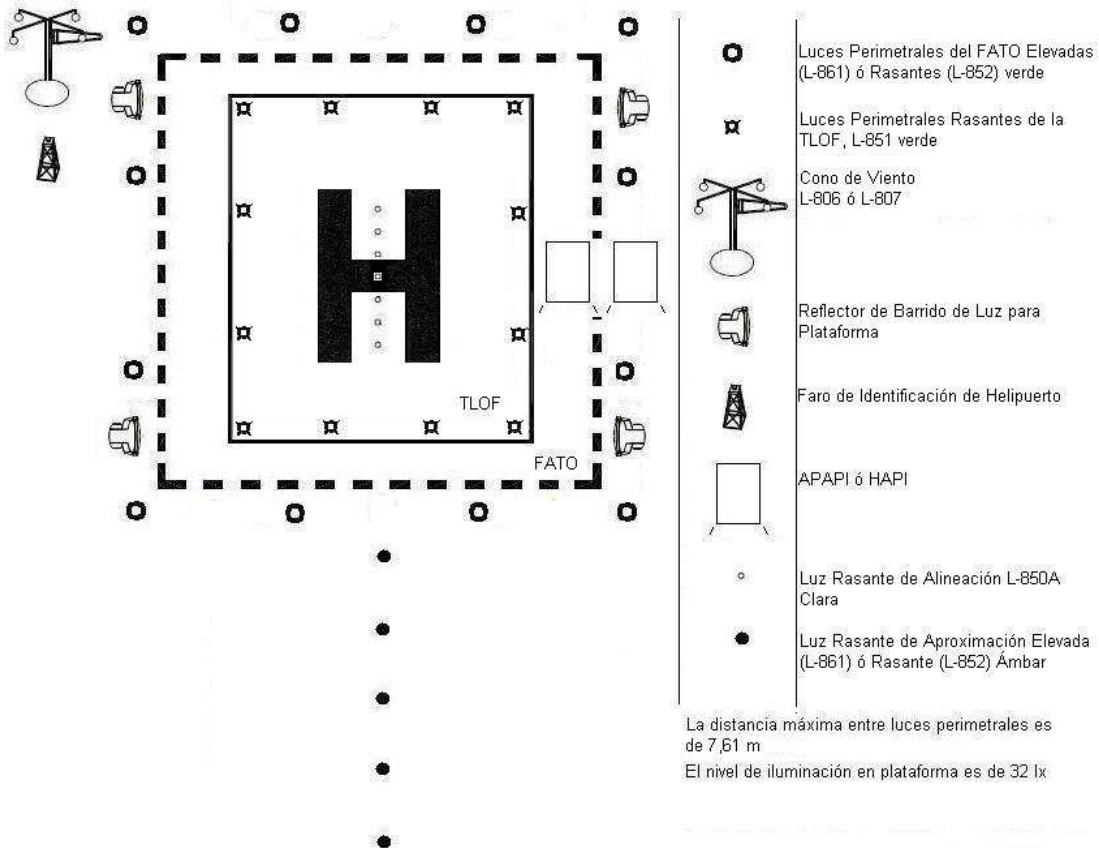 H
TLOF
FATO
Luces Perimetrales del FATO Elevadas
(L-861) ó Rasantes (L-852) verde
Luces Perimetrales Rasantes de la
TLOF, L-851 verde
Cono de Viento
L-806 ó L-807
Reflector de Barrido de Luz para
Plataforma
Faro de Identificación de Helipuerto
APAPI ó HAPI
Luz Rasante de Alineación L-850A
Clara
Luz Rasante de Aproximación Elevada
(L-861) ó Rasante (L-852) Ámbar
La distancia máxima entre luces perimetrales es
de 7,61 m
El nivel de iluminación en plataforma es de 32 lx